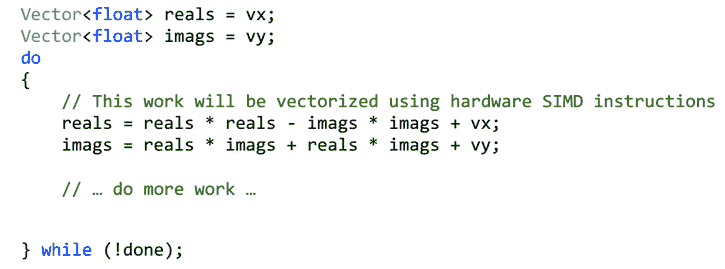 Vector<float> reals = vx;
Vector<float> imags = vy;
do
{
    // This work will be vectorized using hardware SIMD instructions
    reals = reals * reals - imags * imags + vx;
    imags = reals * imags + reals * imags + vy;
    // … do more work …
} while (!done);